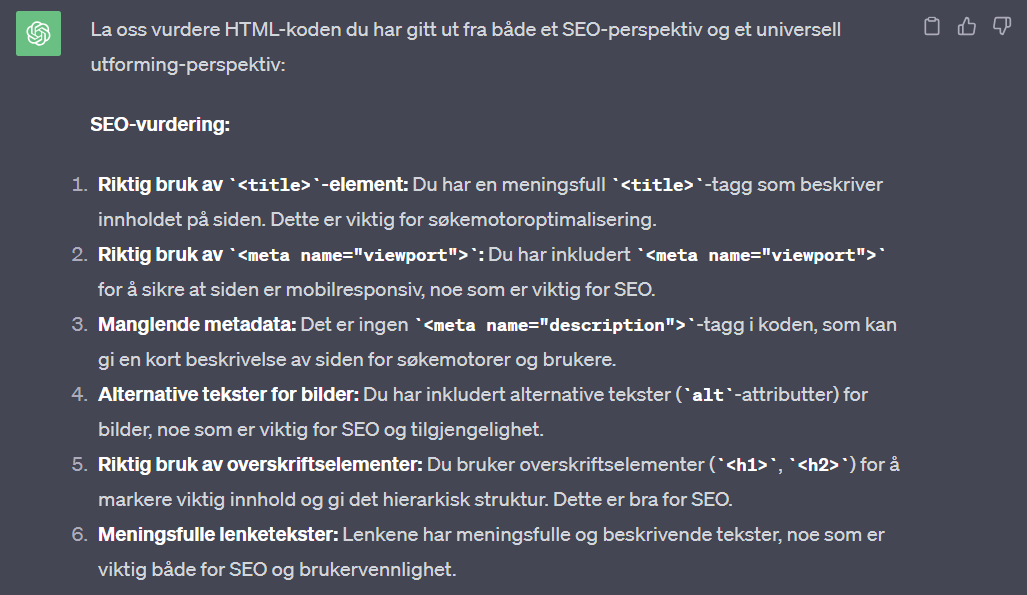 La oss vurdere HTML-koden du har gitt ut fra både et SEO-perspektiv og et universell
utforming-perspektiv:
SEO-vurdering:
1. Riktig bruk av `<title>`-element: Du har en meningsfull `<title>`-tagg som beskriver
innholdet på siden. Dette er viktig for søkemotoroptimalisering.
2. Riktig bruk av `<meta name="viewport">`: Du har inkludert `<meta name="viewport">`
for å sikre at siden er mobilresponsiv, noe som er viktig for SEO.
3. Manglende metadata: Det er ingen `<meta name="description">`-tagg i koden, som kan
gi en kort beskrivelse av siden for søkemotorer og brukere.
4. Alternative tekster for bilder: Du har inkludert alternative tekster (`alt`-attributter) for
bilder, noe som er viktig for SEO og tilgjengelighet.
5. Riktig bruk av overskriftselementer: Du bruker overskriftselementer (`<h1>`, `<h2>`) for å
markere viktig innhold og gi det hierarkisk struktur. Dette er bra for SEO.
6. Meningsfulle lenketekster: Lenkene har meningsfulle og beskrivende tekster, noe som er
viktig både for SEO og brukervennlighet.